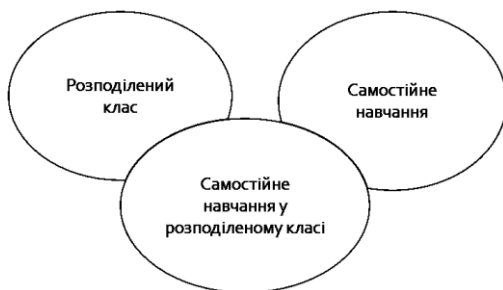 Розподілений
клас
Самостійне
навчання
Самостійне
навчання у
розподіленому класі